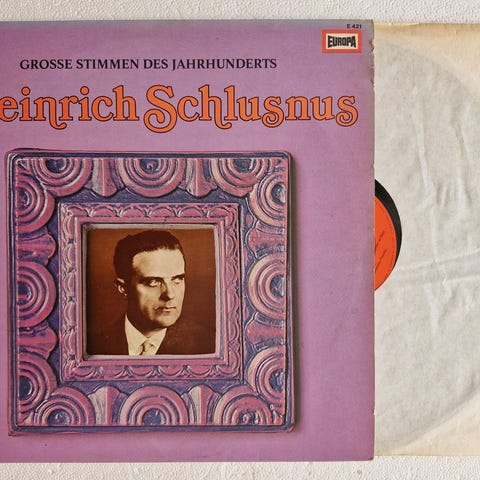 E 421
EUROPA
GROSSE STIMMEN DES JAHRHUNDERTS
einrich Schlusnus